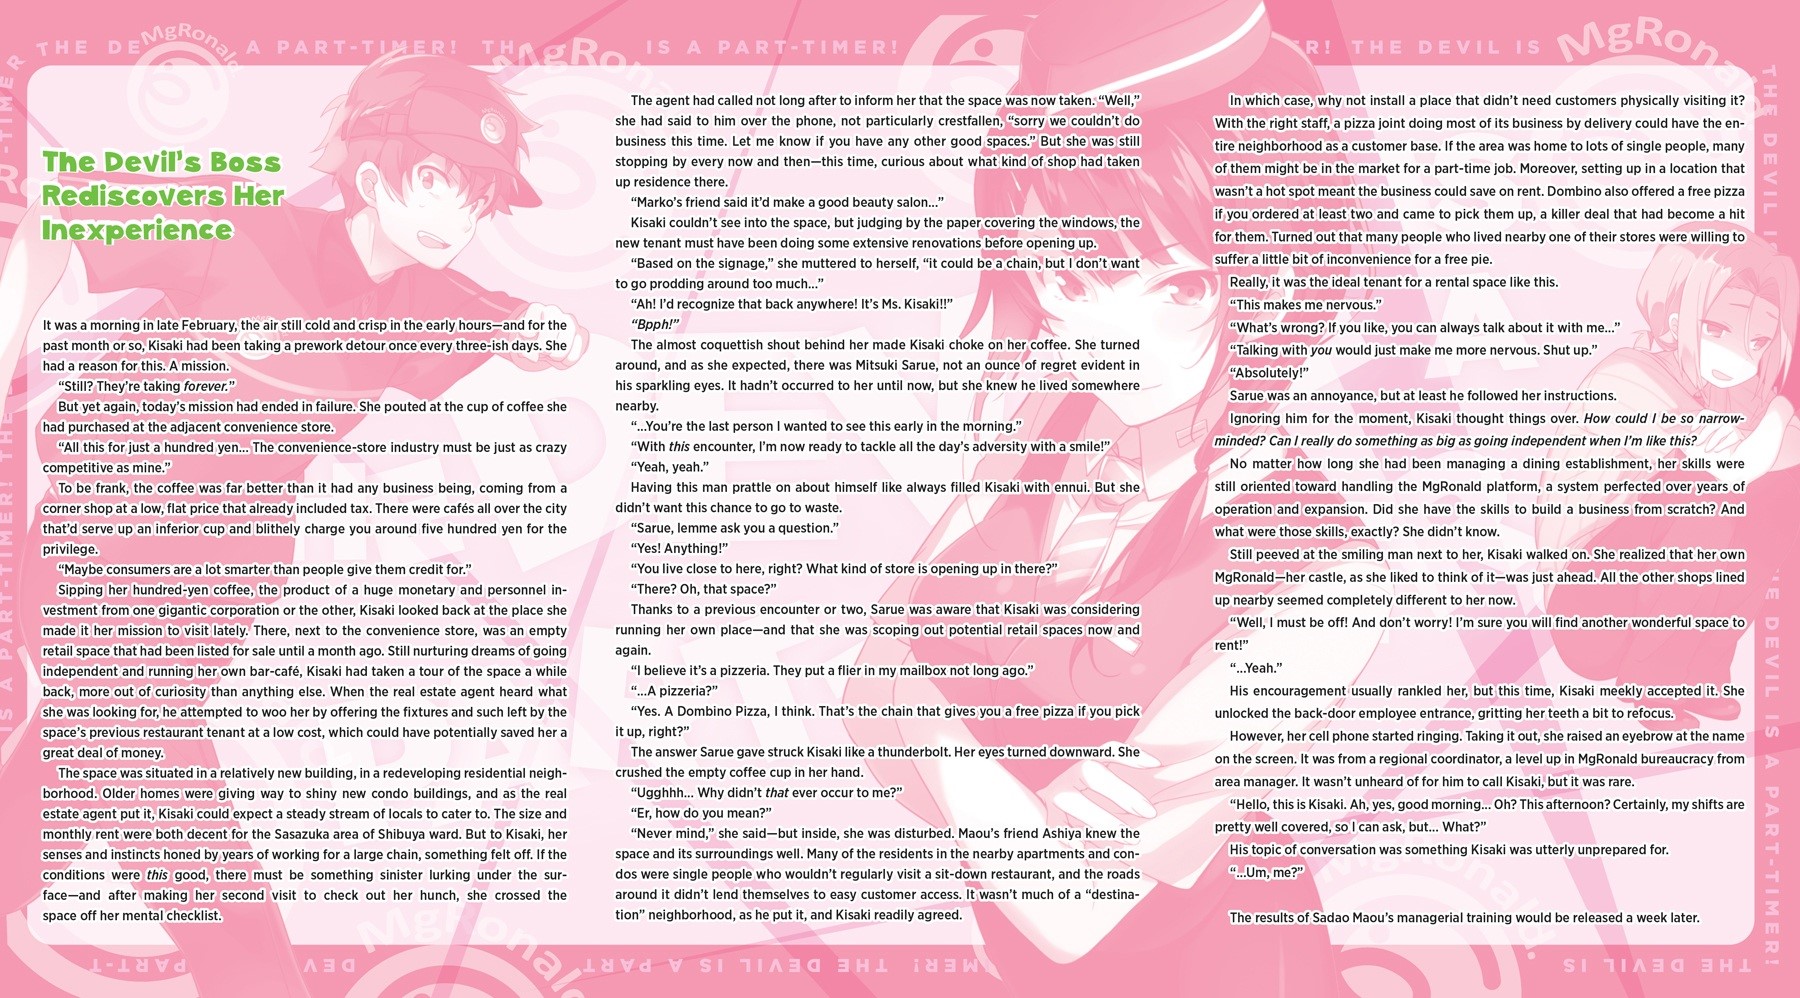 THE DE
MgRonald
A PART-TIMER! TH
MgRonald
IS A PART-TIMER!
R! THE DEVIL IS
MgRonald
The Devil's Boss
Rediscovers Her
Inexperience
It was a morning in late February, the air still cold and crisp in the early hours—and for the
past month or so, Kisaki had been taking a prework detour once every three-ish days. She
had a reason for this. A mission.
“Still? They’re taking forever.”
But yet again, today’s mission had ended in failure. She pouted at the cup of coffee she
had purchased at the adjacent convenience store.
“All this for just a hundred yen... The convenience-store industry must be just as crazy
competitive as mine.”
To be frank, the coffee was far better than it had any business being, coming from a
corner shop at a low, flat price that already included tax. There were cafés all over the city
that’d serve up an inferior cup and blithely charge you around five hundred yen for the
privilege.
“Maybe consumers are a lot smarter than people give them credit for.”
Sipping her hundred-yen coffee, the product of a huge monetary and personnel in-
vestment from one gigantic corporation or the other, Kisaki looked back at the place she
made it her mission to visit lately. There, next to the convenience store, was an empty
retail space that had been listed for sale until a month ago. Still nurturing dreams of going
independent and running her own bar-café, Kisaki had taken a tour of the space a while
back, more out of curiosity than anything else. When the real estate agent heard what
she was looking for, he attempted to woo her by offering the fixtures and such left by the
space’s previous restaurant tenant at a low cost, which could have potentially saved her a
great deal of money.
The space was situated in a relatively new building, in a redeveloping residential neigh-
borhood. Older homes were giving way to shiny new condo buildings, and as the real
estate agent put it, Kisaki could expect a steady stream of locals to cater to. The size and
monthly rent were both decent for the Sasazuka area of Shibuya ward. But to Kisaki, her
senses and instincts honed by years of working for a large chain, something felt off. If the
conditions were this good, there must be something sinister lurking under the sur-
face—and after making her second visit to check out her hunch, she crossed the
space off her mental checklist.
The agent had called not long after to inform her that the space was now taken. “Well,”
she had said to him over the phone, not particularly crestfallen, “sorry we couldn’t do
business this time. Let me know if you have any other good spaces.” But she was still
stopping by every now and then—this time, curious about what kind of shop had taken
up residence there.
“Marko’s friend said it’d make a good beauty salon...”
Kisaki couldn’t see into the space, but judging by the paper covering the windows, the
new tenant must have been doing some extensive renovations before opening up.
“Based on the signage,” she muttered to herself, “it could be a chain, but I don’t want
to go prodding around too much...”
“Ah! I’d recognize that back anywhere! It’s Ms. Kisaki!!”
“Bpph!”
The almost coquettish shout behind her made Kisaki choke on her coffee. She turned
around, and as she expected, there was Mitsuki Sarue, not an ounce of regret evident in
his sparkling eyes. It hadn’t occurred to her until now, but she knew he lived somewhere
nearby.
“...You’re the last person I wanted to see this early in the morning.”
“With this encounter, I’m now ready to tackle all the day’s adversity with a smile!”
“Yeah, yeah.”
Having this man prattle on about himself like always filled Kisaki with ennui. But she
didn’t want this chance to go to waste.
“Sarue, lemme ask you a question.”
“Yes! Anything!”
“You live close to here, right? What kind of store is opening up in there?”
“There? Oh, that space?”
Thanks to a previous encounter or two, Sarue was aware that Kisaki was considering
running her own place—and that she was scoping out potential retail spaces now and
again.
“I believe it’s a pizzeria. They put a flier in my mailbox not long ago.”
“...A pizzeria?”
“Yes. A Dombino Pizza, I think. That’s the chain that gives you a free pizza if you pick
it up, right?”
The answer Sarue gave struck Kisaki like a thunderbolt. Her eyes turned downward. She
crushed the empty coffee cup in her hand.
“Ugghhh... Why didn’t that ever occur to me?”
“Er, how do you mean?”
“Never mind,” she said—but inside, she was disturbed. Maou’s friend Ashiya knew the
space and its surroundings well. Many of the residents in the nearby apartments and con-
dos were single people who wouldn’t regularly visit a sit-down restaurant, and the roads
around it didn’t lend themselves to easy customer access. It wasn’t much of a “destina-
tion” neighborhood, as he put it, and Kisaki readily agreed.
In which case, why not install a place that didn’t need customers physically visiting it?
With the right staff, a pizza joint doing most of its business by delivery could have the en-
tire neighborhood as a customer base. If the area was home to lots of single people, many
of them might be in the market for a part-time job. Moreover, setting up in a location that
wasn’t a hot spot meant the business could save on rent. Dombino also offered a free pizza
if you ordered at least two and came to pick them up, a killer deal that had become a hit
for them. Turned out that many people who lived nearby one of their stores were willing to
suffer a little bit of inconvenience for a free pie.
Really, it was the ideal tenant for a rental space like this.
“This makes me nervous.”
“What’s wrong? If you like, you can always talk about it with me...”
“Talking with you would just make me more nervous. Shut up.”
“Absolutely!”
Sarue was an annoyance, but at least he followed her instructions.
Ignoring him for the moment, Kisaki thought things over. How could I be so narrow-
minded? Can I really do something as big as going independent when I’m like this?
No matter how long she had been managing a dining establishment, her skills were
still oriented toward handling the MgRonald platform, a system perfected over years of
operation and expansion. Did she have the skills to build a business from scratch? And
what were those skills, exactly? She didn’t know.
Still peeved at the smiling man next to her, Kisaki walked on. She realized that her own
MgRonald—her castle, as she liked to think of it—was just ahead. All the other shops lined
up nearby seemed completely different to her now.
“Well, I must be off! And don’t worry! I’m sure you will find another wonderful space to
rent!”
“...Yeah.”
His encouragement usually rankled her, but this time, Kisaki meekly accepted it. She
unlocked the back-door employee entrance, gritting her teeth a bit to refocus.
However, her cell phone started ringing. Taking it out, she raised an eyebrow at the name
on the screen. It was from a regional coordinator, a level up in MgRonald bureaucracy from
area manager. It wasn’t unheard of for him to call Kisaki, but it was rare.
“Hello, this is Kisaki. Ah, yes, good morning... Oh? This afternoon? Certainly, my shifts are
pretty well covered, so I can ask, but... What?”
His topic of conversation was something Kisaki was utterly unprepared for.
“...Um, me?”
The results of Sadao Maou’s managerial training would be released a week later.
THE DEVIL IS A PART-TIMER!
MgRonald
MgRonald
THE DEVIL IS
MER! THE DEVIL IS A PART
DEV
PART-T